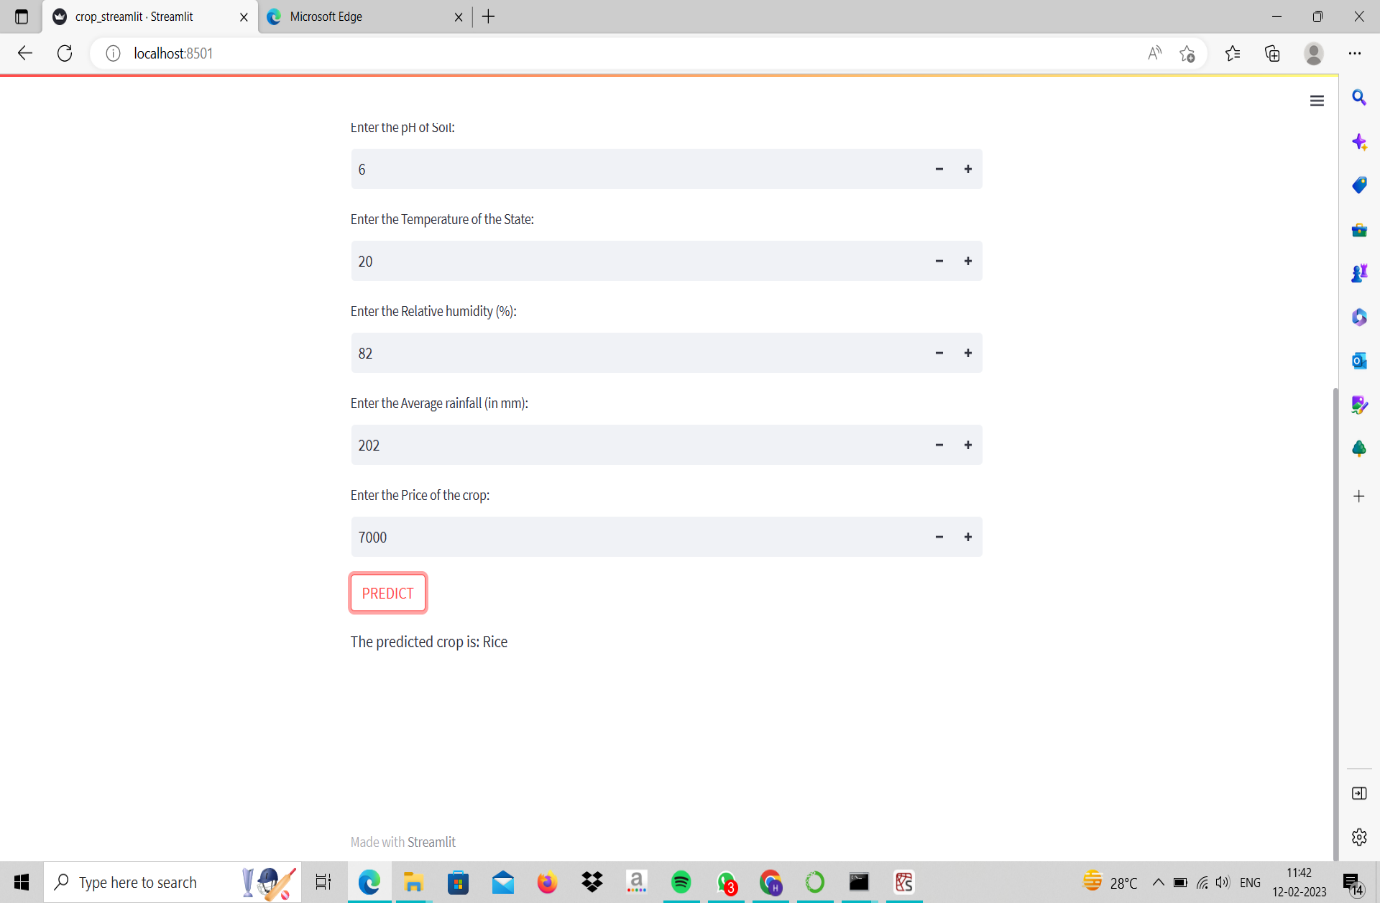 crop_streamlit · Streamlit
Microsoft Edge
localhost:8501
Enter the pH of Soil:
6
Enter the Temperature of the State:
20
Enter the Relative humidity (%):
82
Enter the Average rainfall (in mm):
202
Enter the Price of the crop:
7000
PREDICT
The predicted crop is: Rice
Made with Streamlit
Type here to search
3
28°C
ENG
11:42
12-02-2023
14